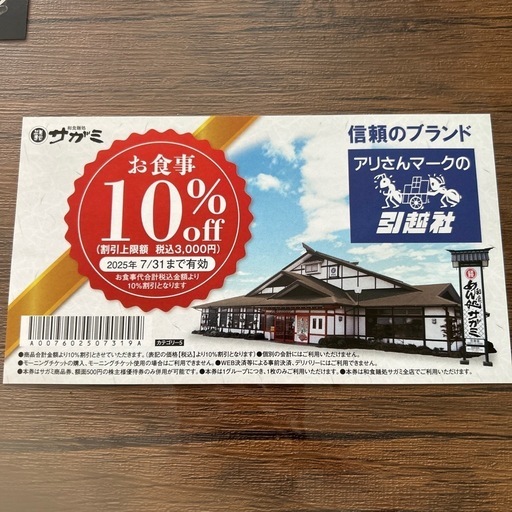 和食麺処
サガミ
お食事
10%
off
(割引上限額 税込3,000円)
2025年 7/31まで有効
お食事代合計税込金額より
10%割引となります
信頼のブランド
アリさんマークの
引越社
サガミ
A007602507319A
カテゴリー5
●商品合計金額より10%割引とさせていただきます。(表記の価格【税込】より10%割引となります) ●個別の会計にはご利用いただけません。
●モーニングチケットの購入、モーニングチケット使用の場合はご利用できません。 ●WEB決済等による事前決済、デリバリーにはご利用できません。
●本券はサガミ商品券、額面500円の株主様優待券のみ併用が可能です。 ●本券は1グループにつき、1枚のみご利用いただけます。 ●本券は和食麺処サガミ全店でご利用いただけます。